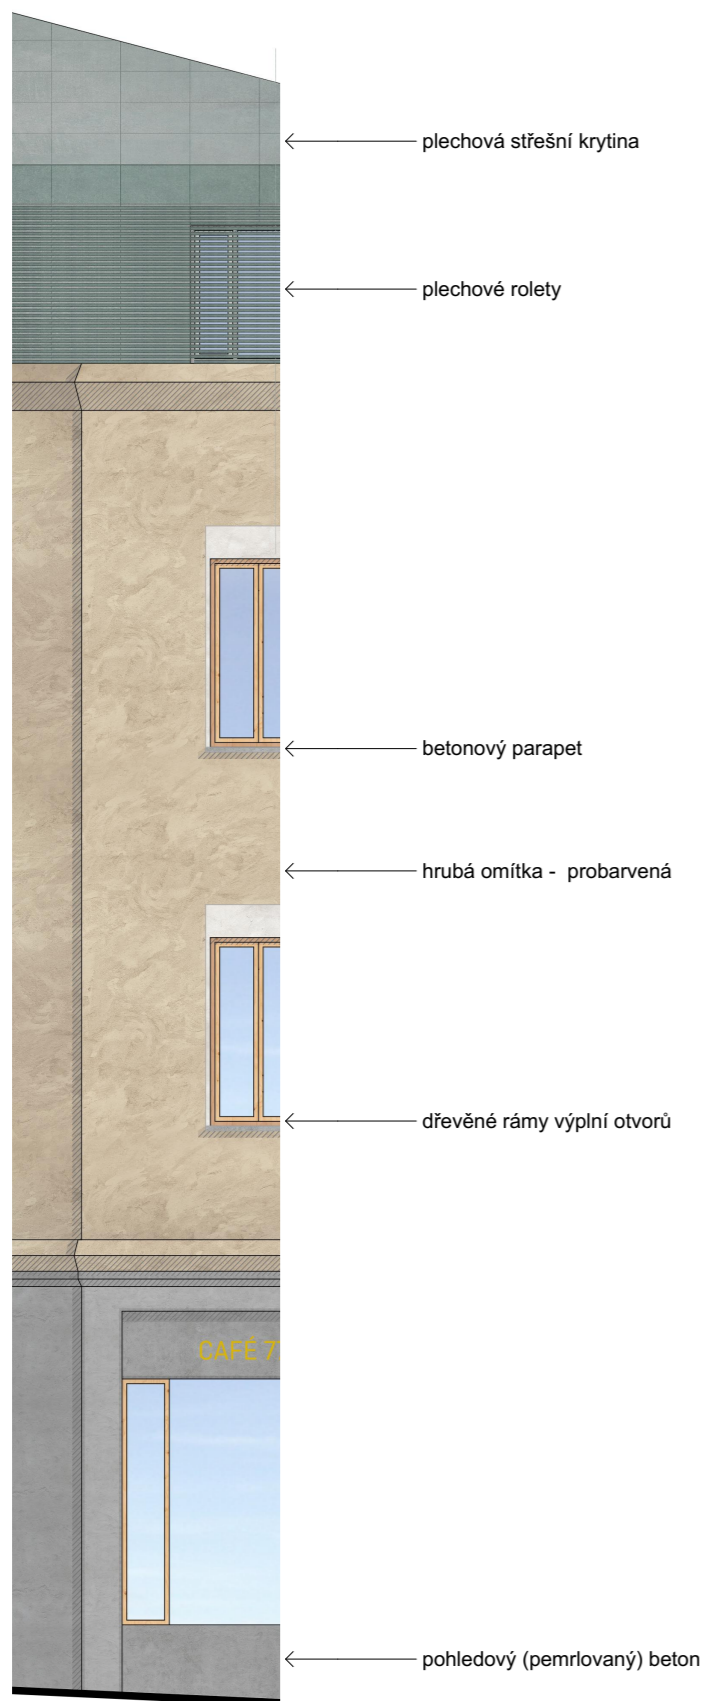 plechová střešní krytina
plechové rolety
betonový parapet
hrubá omítka - probarvená
dřevěné rámy výplní otvorů
CAFÉ 7
pohledový (pemrlovaný) beton